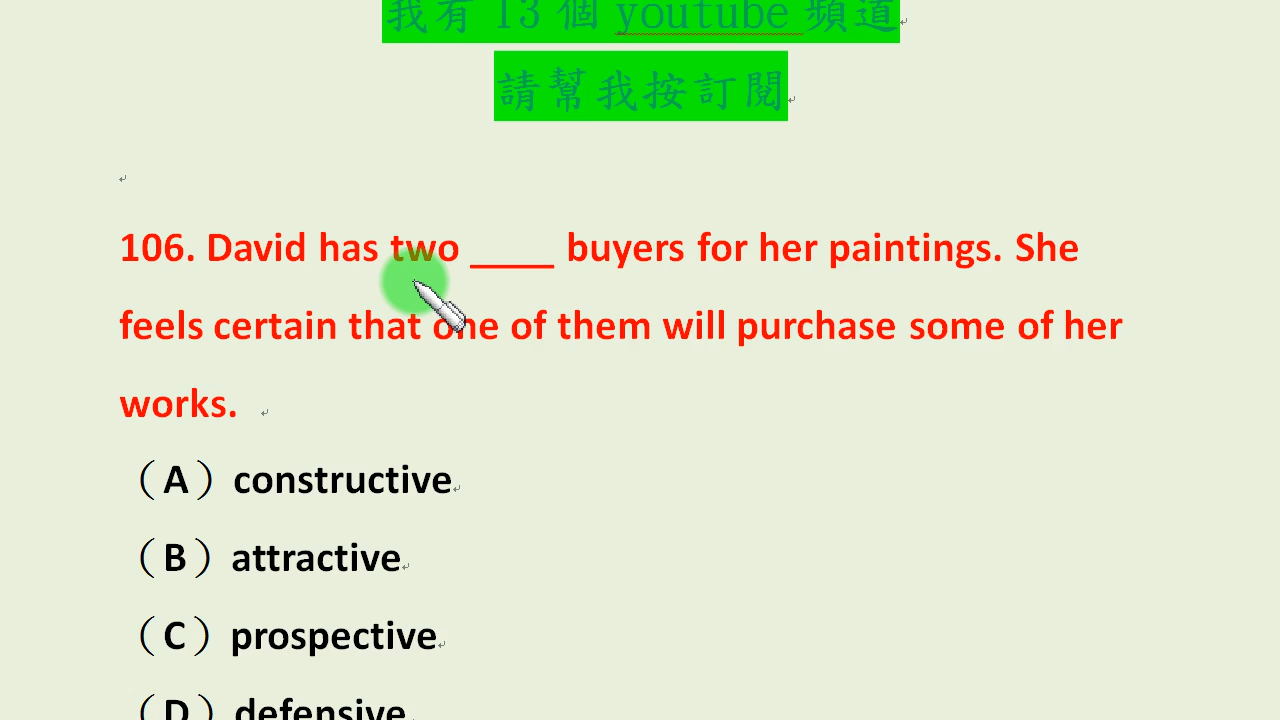 我有 13 個 youtube 頻道
請幫我按訂閱
106. David has two ____ buyers for her paintings. She
feels certain that one of them will purchase some of her
works.
（A）constructive
（B）attractive
（C）prospective
（D）defensive